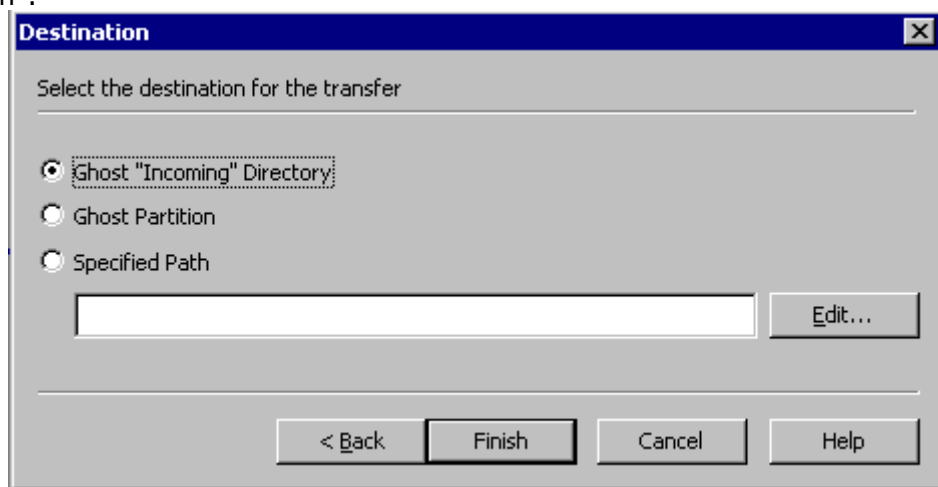 Destination
Select the destination for the transfer
Ghost "Incoming" Directory
Ghost Partition
Specified Path
Edit...
< Back Finish Cancel Help